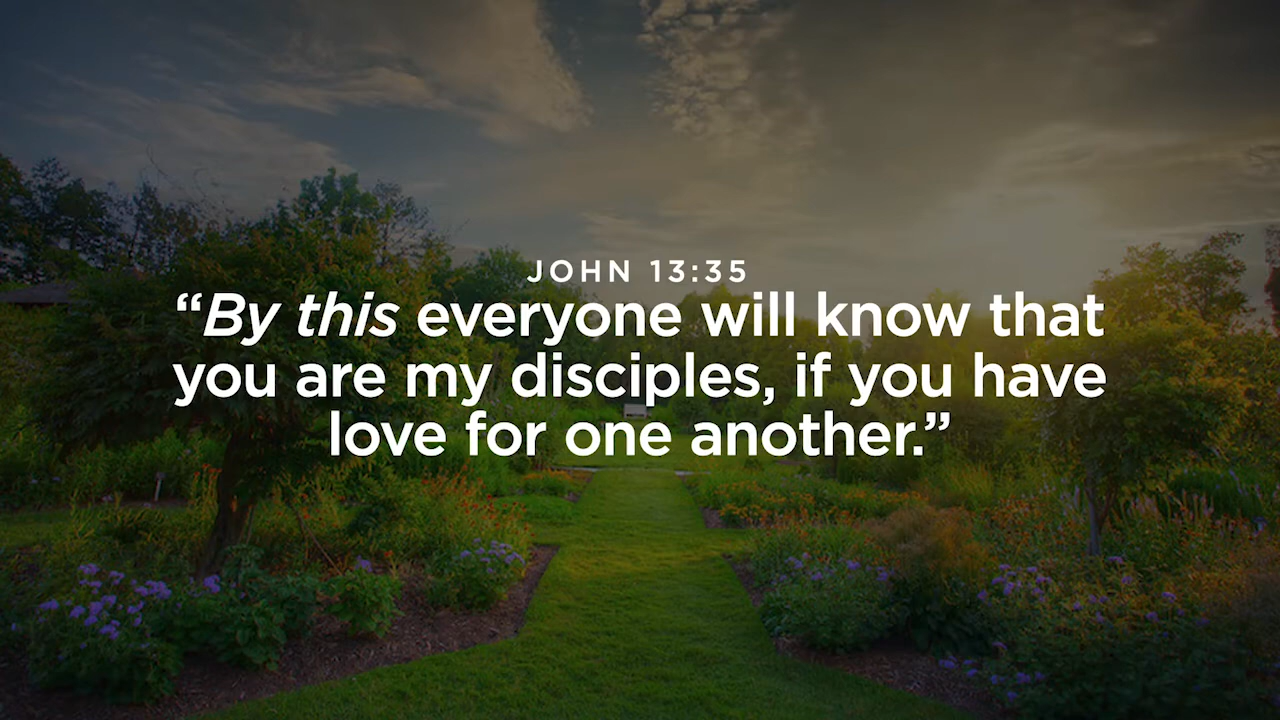 JOHN 13:35
“By this everyone will know that
you are my disciples, if you have
love for one another.”